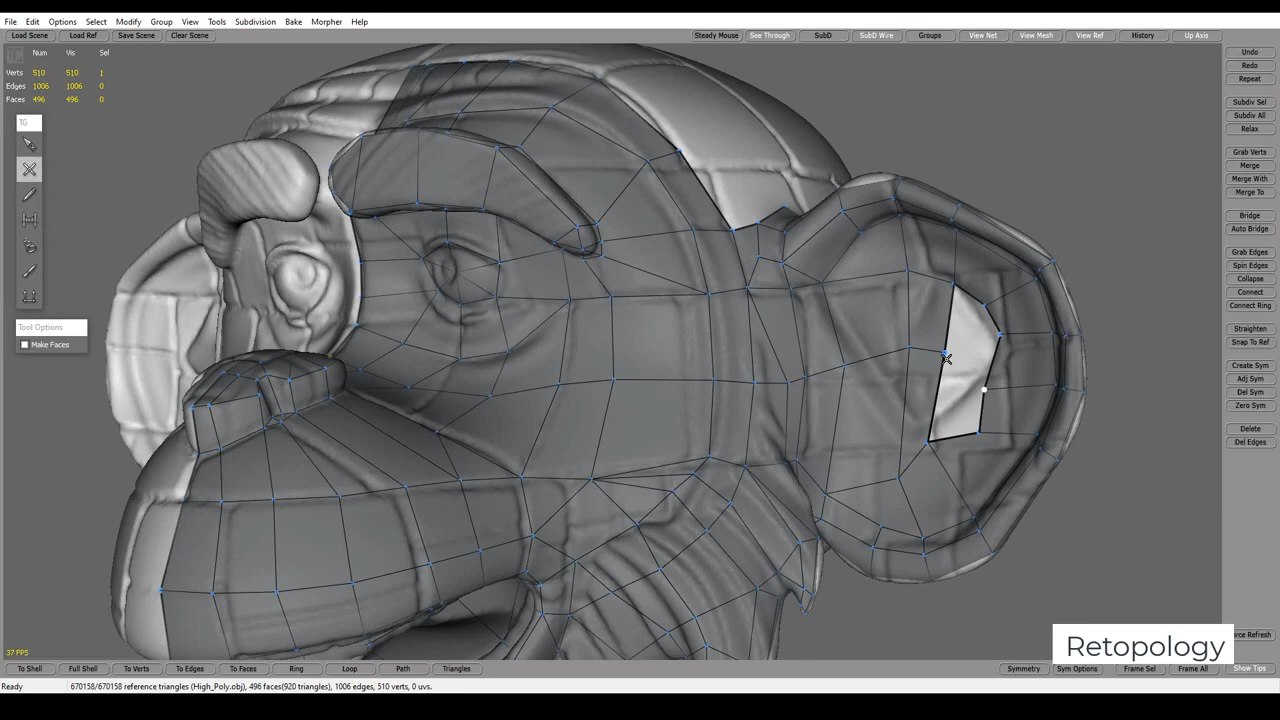 File Edit Options Select Modify Group View Tools Subdivision Bake Morpher Help
Load Scene Load Ref Save Scene Clear Scene Steady Mouse See Through SubD SubD Wire Groups View Net View Mesh View Ref History Up Axis
Num Vis Sel
Verts 510 510 1
Edges 1006 1006 0
Faces 496 496 0
TG
Tool Options
Make Faces
Undo
Redo
Repeat
Subdiv Sel
Subdiv All
Relax
Grab Verts
Merge
Merge With
Merge To
Bridge
Auto Bridge
Grab Edges
Spin Edges
Collapse
Connect
Connect Ring
Straighten
Snap To Ref
Create Sym
Adj Sym
Del Sym
Zero Sym
Delete
Del Edges
Retopology
orce Refresh
37 FPS
To Shell Full Shell To Verts To Edges To Faces Ring Loop Path Triangles Symmetry Sym Options Frame Sel Frame All Show Tips
Ready 670158/670158 reference triangles (High_Poly.obj), 496 faces(920 triangles), 1006 edges, 510 verts, 0 uvs.